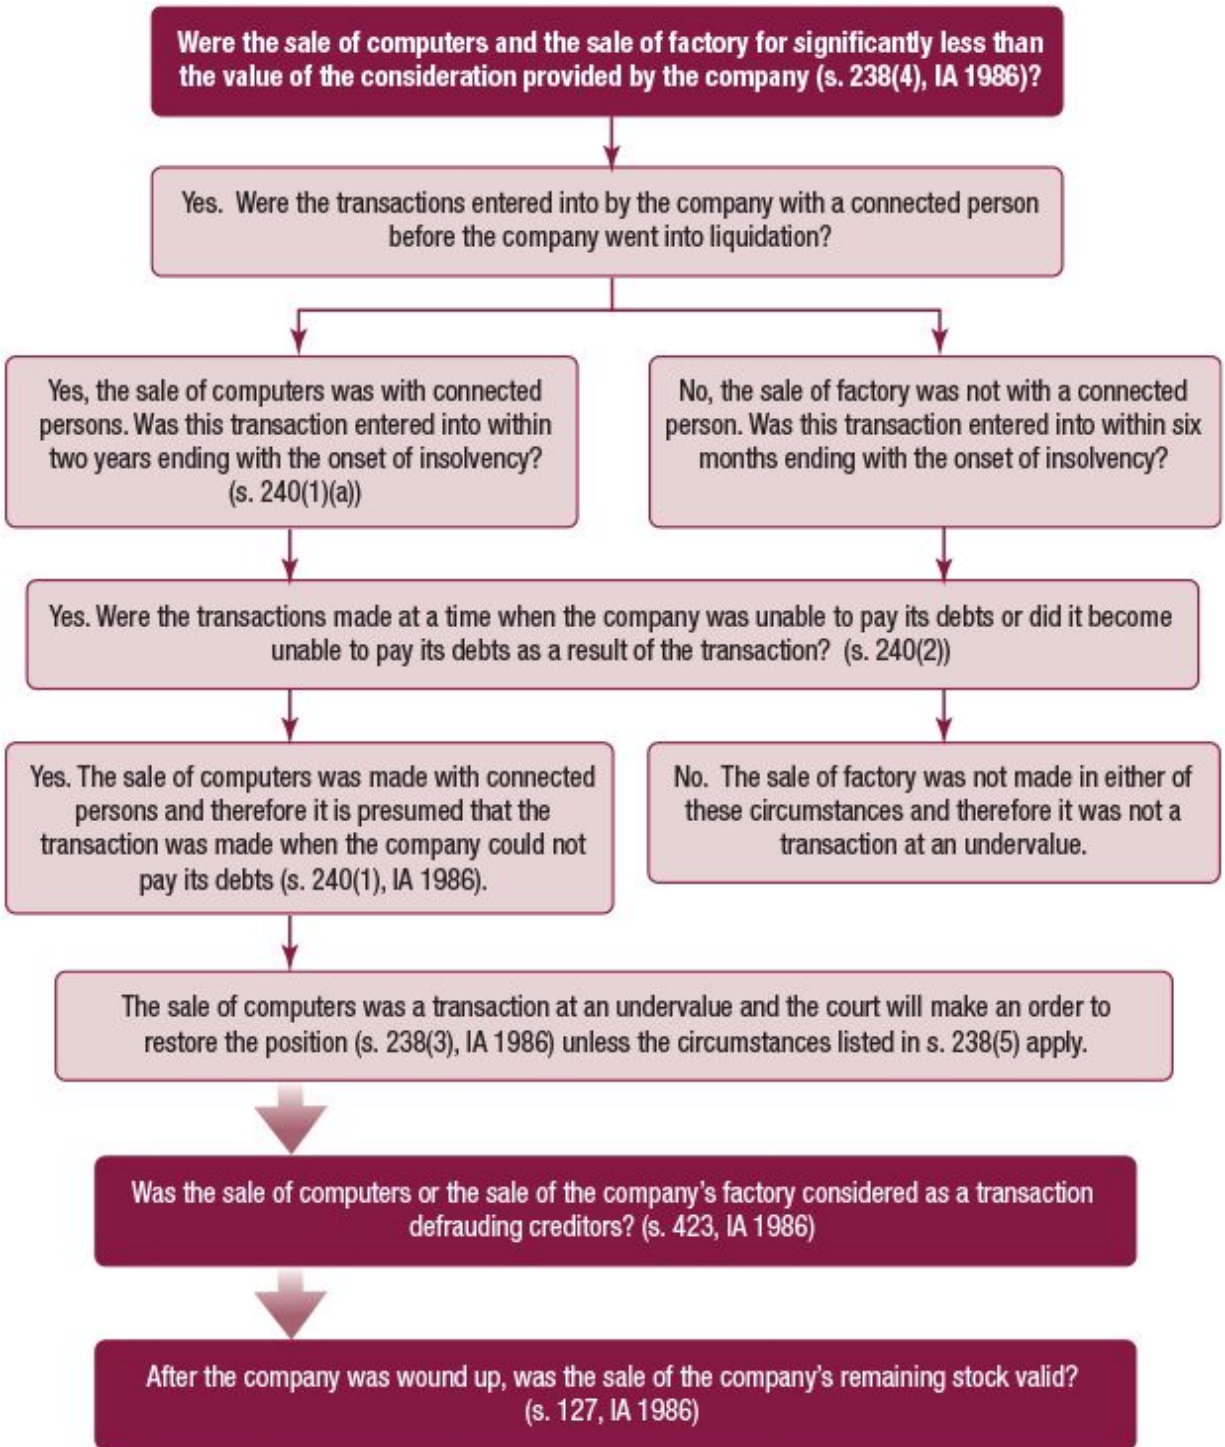 Were the sale of computers and the sale of factory for significantly less than
the value of the consideration provided by the company (s. 238(4), IA 1986)?
Yes. Were the transactions entered into by the company with a connected person
before the company went into liquidation?
Yes, the sale of computers was with connected
persons. Was this transaction entered into within
two years ending with the onset of insolvency?
(s. 240(1)(a))
No, the sale of factory was not with a connected
person. Was this transaction entered into within six
months ending with the onset of insolvency?
Yes. Were the transactions made at a time when the company was unable to pay its debts or did it become
unable to pay its debts as a result of the transaction? (s. 240(2))
Yes. The sale of computers was made with connected
persons and therefore it is presumed that the
transaction was made when the company could not
pay its debts (s. 240(1), IA 1986).
No. The sale of factory was not made in either of
these circumstances and therefore it was not a
transaction at an undervalue.
The sale of computers was a transaction at an undervalue and the court will make an order to
restore the position (s. 238(3), IA 1986) unless the circumstances listed in s. 238(5) apply.
Was the sale of computers or the sale of the company's factory considered as a transaction
defrauding creditors? (s. 423, IA 1986)
After the company was wound up, was the sale of the company's remaining stock valid?
(s. 127, IA 1986)